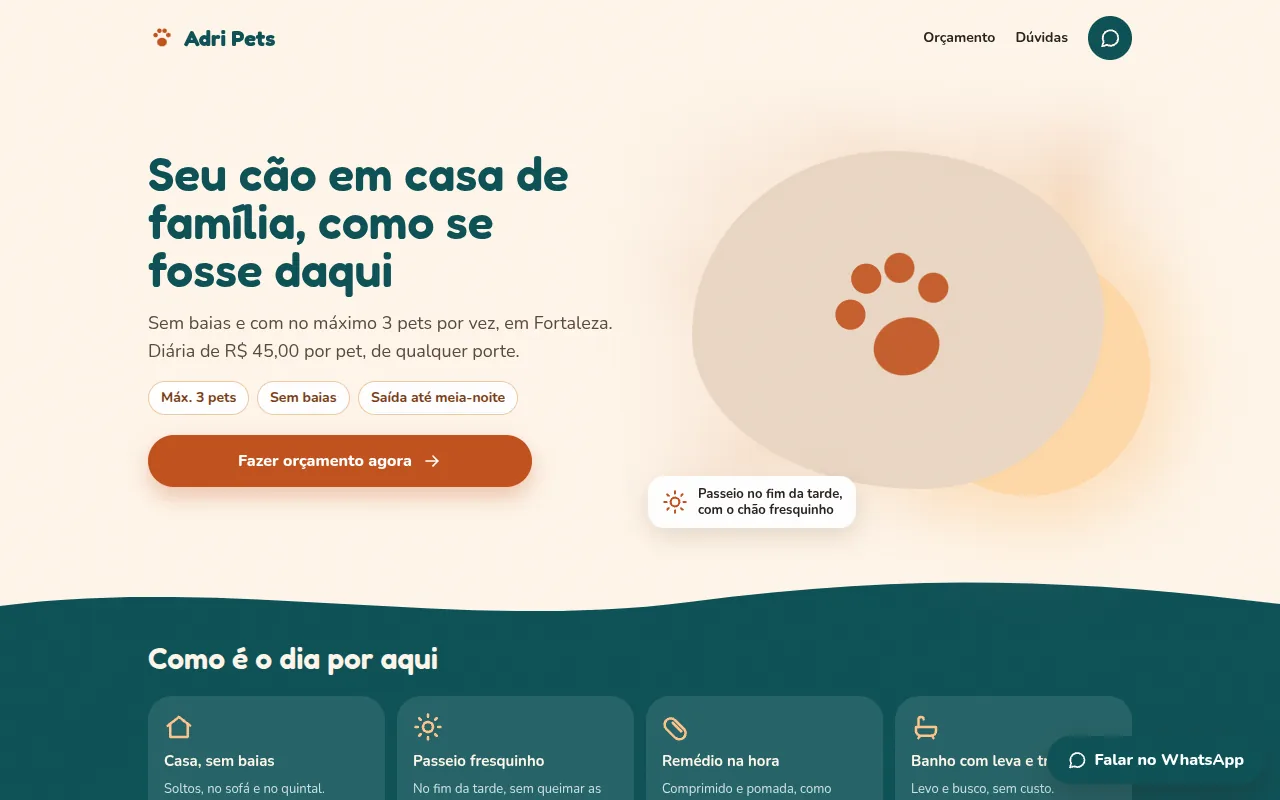 Adri Pets
Orçamento
Dúvidas
Seu cão em casa de
família, como se
fosse daqui
Sem baias e com no máximo 3 pets por vez, em Fortaleza.
Diária de R$ 45,00 por pet, de qualquer porte.
Máx. 3 pets
Sem baias
Saída até meia-noite
Fazer orçamento agora
Passeio no fim da tarde,
com o chão fresquinho
Como é o dia por aqui
Casa, sem baias
Soltos, no sofá e no quintal.
Passeio fresquinho
No fim da tarde, sem queimar as
Remédio na hora
Comprimido e pomada, como
Banho com leva e
Levo e busco, sem custo.
Falar no WhatsApp